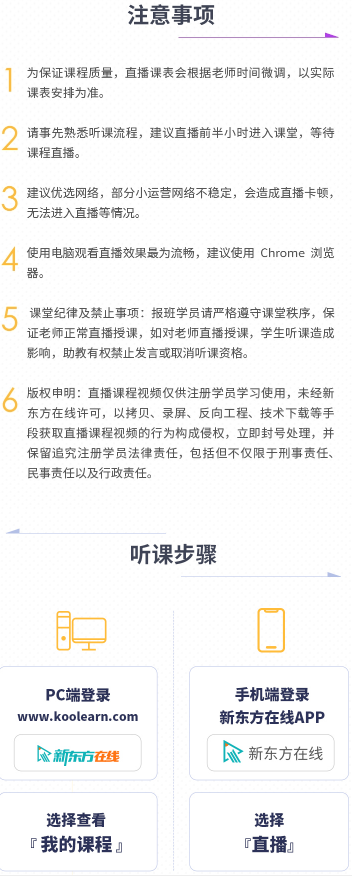 注意事项
1 为保证课程质量，直播课表会根据老师时间微调，以实际
课表安排为准。
2 请事先熟悉听课流程，建议直播前半小时进入课堂，等待
课程直播。
3 建议优选网络，部分小运营网络不稳定，会造成直播卡顿，
无法进入直播等情况。
4 使用电脑观看直播效果最为流畅，建议使用 Chrome 浏览
器。
5 课堂纪律及禁止事项：报班学员请严格遵守课堂秩序，保
证老师正常直播授课，如对老师直播授课，学生听课造成
影响，助教有权禁止发言或取消听课资格。
6 版权申明：直播课程视频仅供注册学员学习使用，未经新
东方在线许可，以拷贝、录屏、反向工程、技术下载等手
段获取直播课程视频的行为构成侵权，立即封号处理，并
保留追究注册学员法律责任，包括但不仅限于刑事责任、
民事责任以及行政责任。
听课步骤
PC端登录
www.koolearn.com
新东方在线
选择查看
『我的课程』
手机端登录
新东方在线APP
新东方在线
选择
『直播』